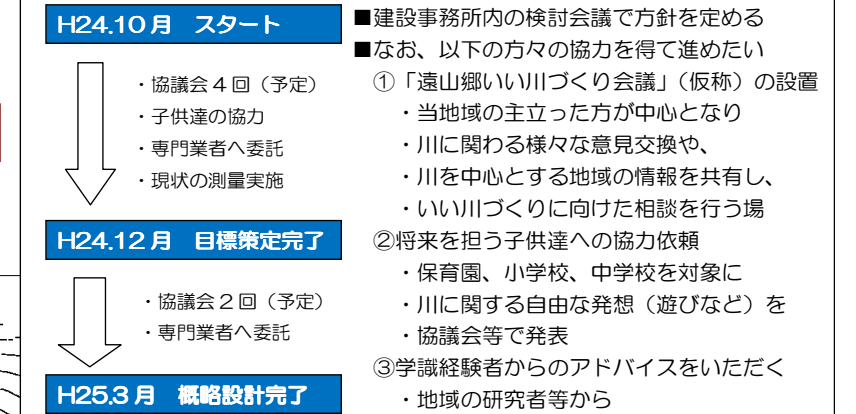 H24.10月　スタート
・協議会４回（予定）
・子供達の協力
・専門業者へ委託
・現状の測量実施
H24.12月　目標策定完了
・協議会２回（予定）
・専門業者へ委託
H25.3月　概略設計完了
■建設事務所内の検討会議で方針を定める
■なお、以下の方々の協力を得て進めたい
①「遠山郷いい川づくり会議」（仮称）の設置
・当地域の主立った方が中心となり
・川に関わる様々な意見交換や、
・川を中心とする地域の情報を共有し、
・いい川づくりに向けた相談を行う場
②将来を担う子供達への協力依頼
・保育園、小学校、中学校を対象に
・川に関する自由な発想（遊びなど）を
・協議会等で発表
③学識経験者からのアドバイスをいただく
・地域の研究者等から